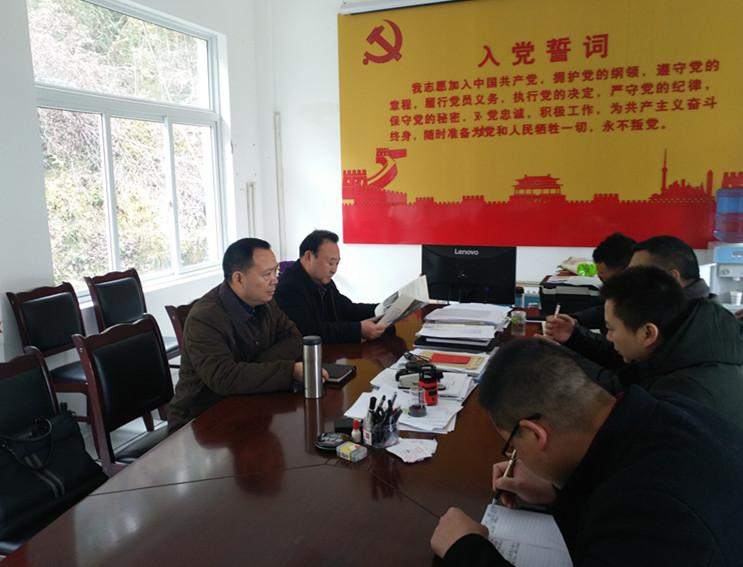 入党誓词
我志愿加入中国共产党，拥护党的纲领，遵守党的
章程，履行党员义务，执行党的决定，严守党的纪律，
保守党的秘密，对党忠诚，积极工作，为共产主义奋斗
终身，随时准备为党和人民牺牲一切，永不叛党。
Lenovo